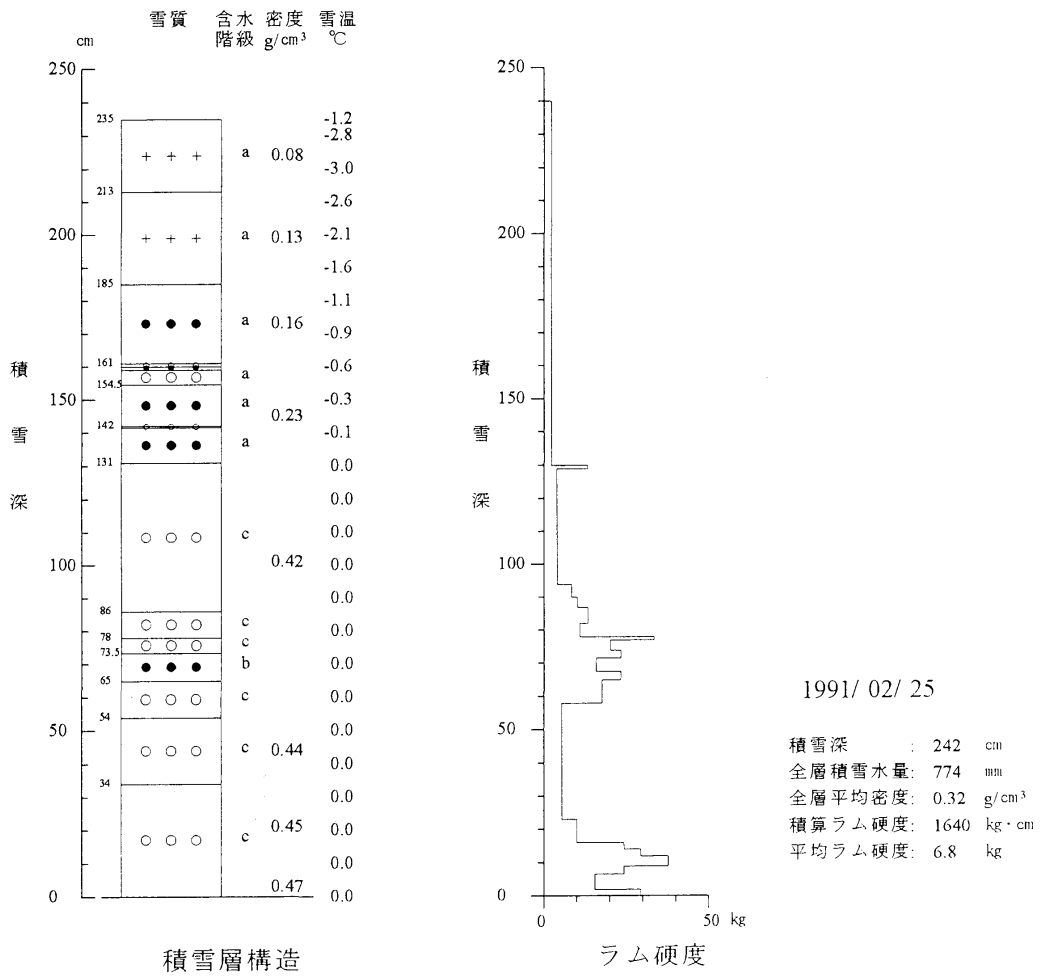 雪質 含水 密度 雪温
cm 階級 g/cm³ ℃
250
235 -1.2
-2.8
a 0.08
-3.0
213 -2.6
200 a 0.13 -2.1
-1.6
185
-1.1
a 0.16
-0.9
161 -0.6
a
154.5
150 a 0.23 -0.3
142 -0.1
a
131 0.0
0.0
c 0.0
100 0.42 0.0
0.0
86
c 0.0
78
c
73.5
b 0.0
65
c 0.0
54
50 0.0
c 0.44
0.0
34
0.0
0.45 0.0
c
0.0
0.47
0 0.0
積雪深
積雪層構造
250
200
150
100
50
0
0 50 kg
積雪深
ラム硬度
1991/ 02/ 25
積雪深 : 242 cm
全層積雪水量: 774 mm
全層平均密度: 0.32 g/cm³
積算ラム硬度: 1640 kg・cm
平均ラム硬度: 6.8 kg